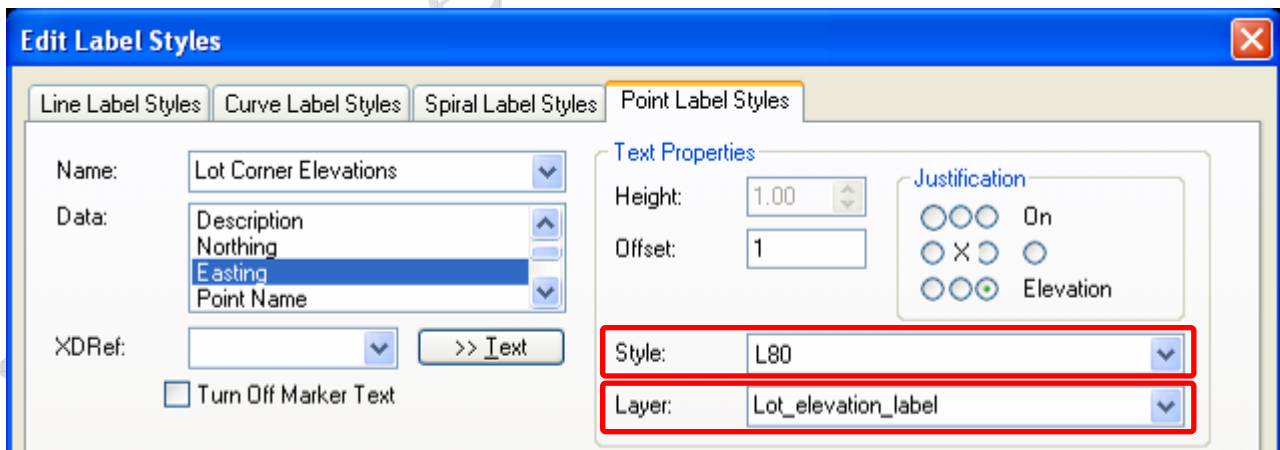 Edit Label Styles
Line Label Styles Curve Label Styles Spiral Label Styles Point Label Styles
Name: Lot Corner Elevations
Data: Description
Northing
Easting
Point Name
XDRef: >> Text
Turn Off Marker Text
Text Properties
Height: 1.00
Offset: 1
Justification
On
X
Elevation
Style: L80
Layer: Lot_elevation_label